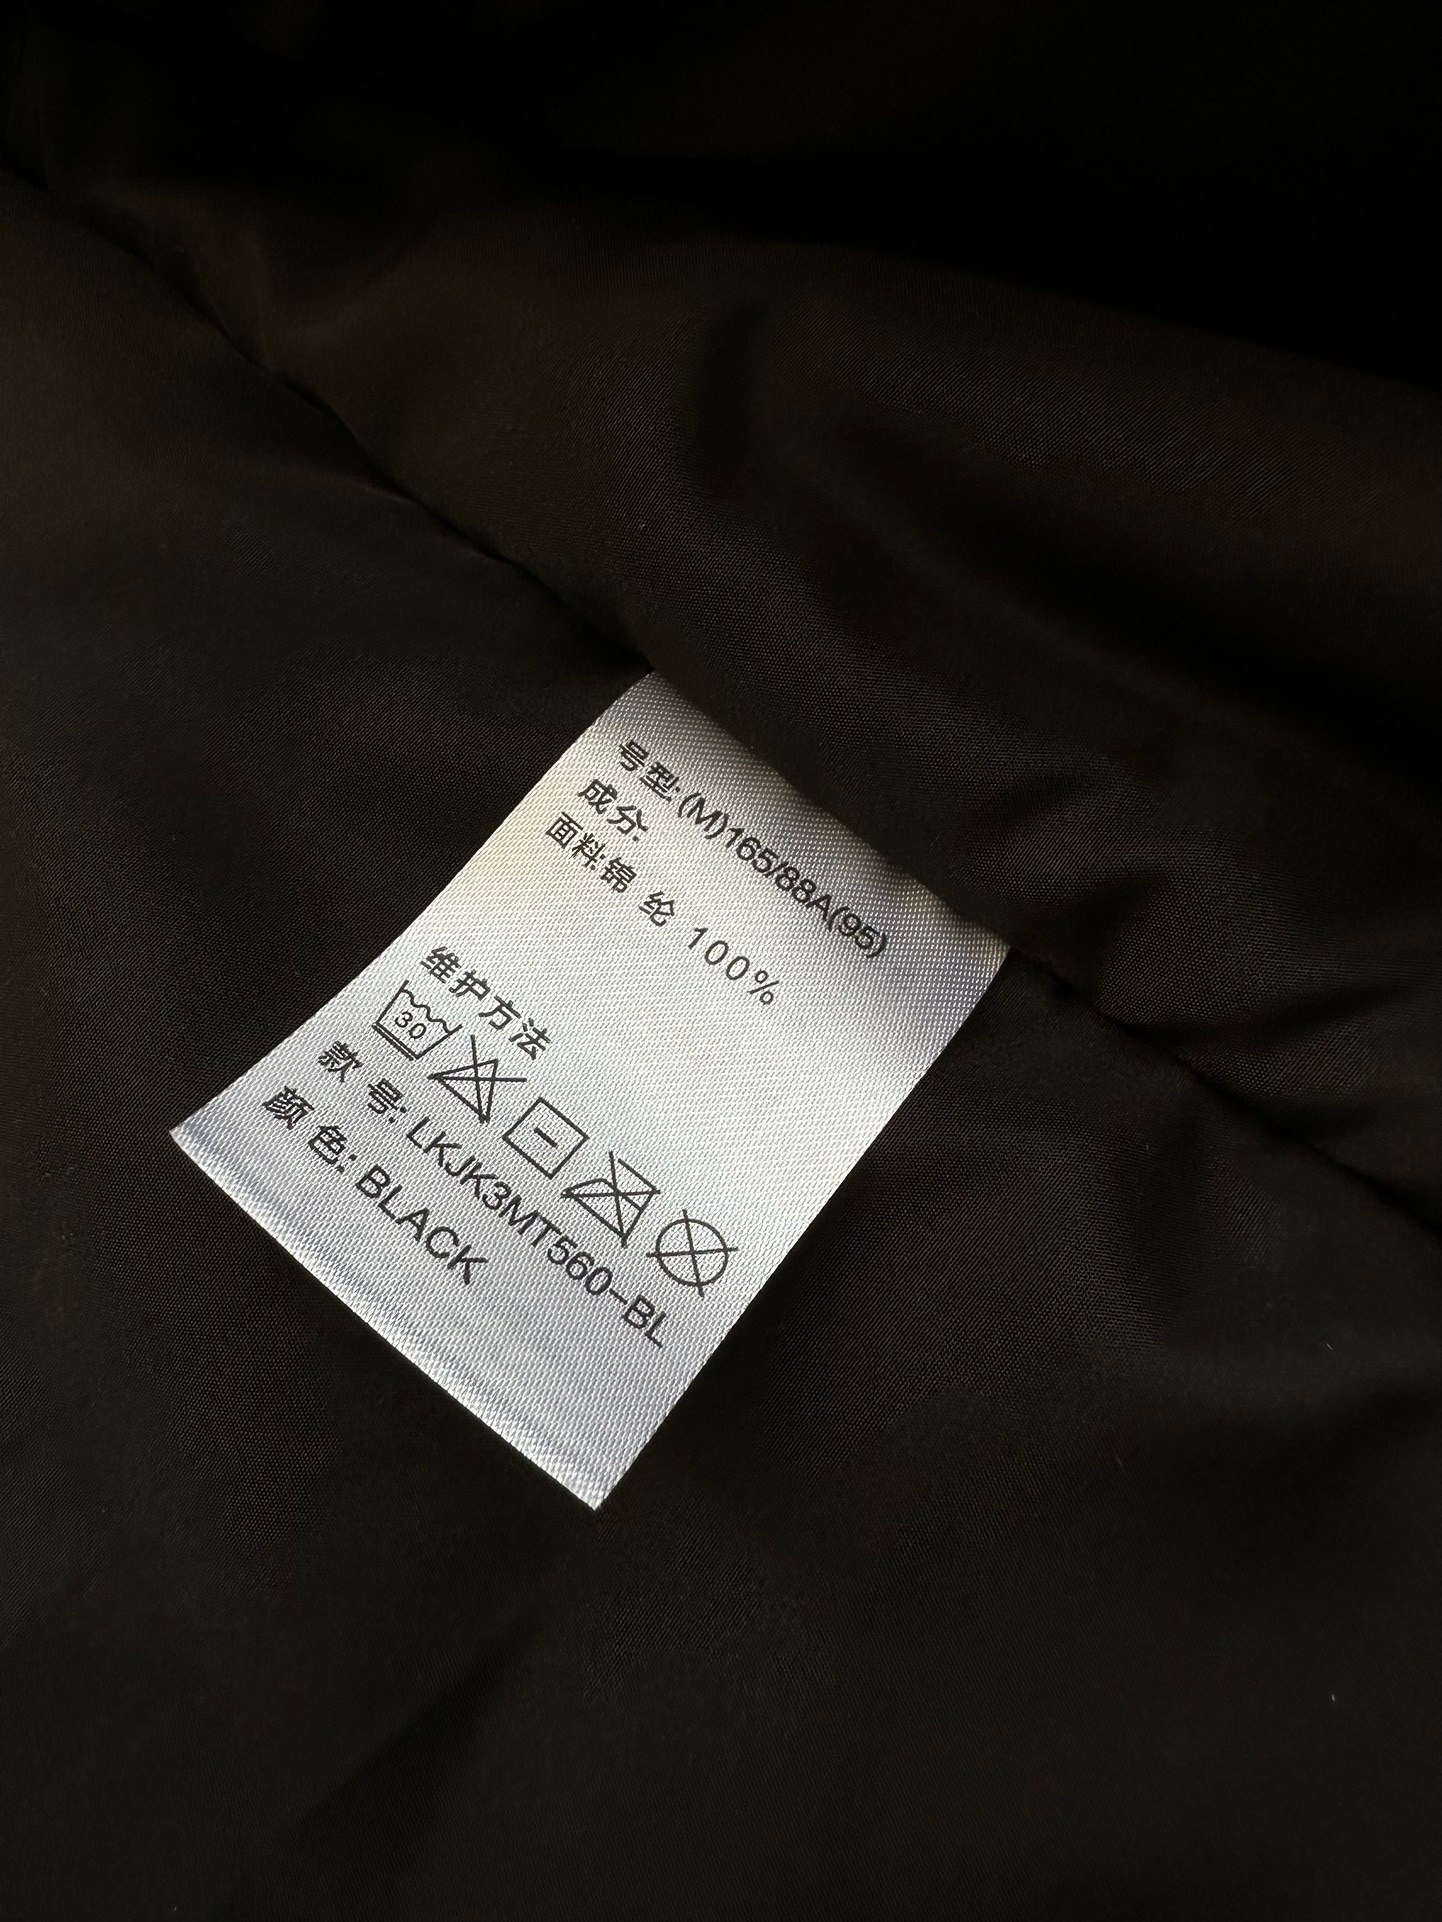 号型:(M)165/88A(95)
成分:
面料:锦 纶 100%
维护方法
30
款 号: LKJK3MT560-BL
颜 色: BLACK